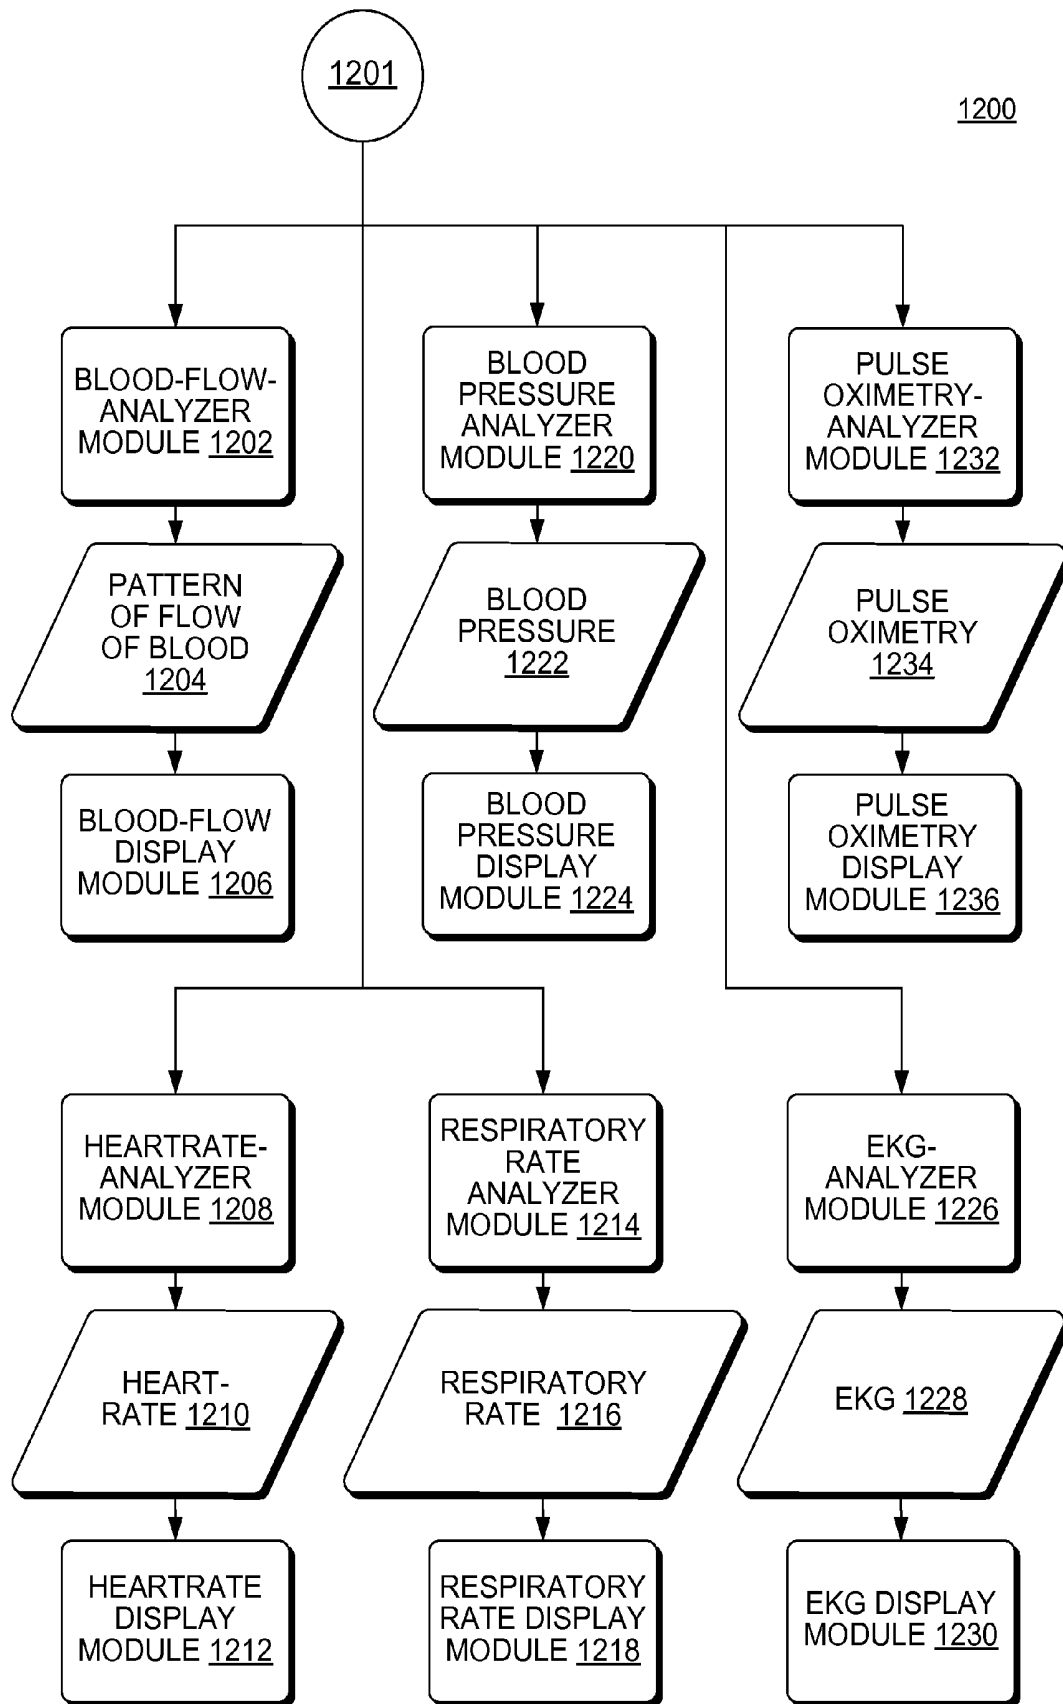 1201
1200
BLOOD-FLOW-
ANALYZER
MODULE 1202
BLOOD
PRESSURE
ANALYZER
MODULE 1220
PULSE
OXIMETRY-
ANALYZER
MODULE 1232
PATTERN
OF FLOW
OF BLOOD
1204
BLOOD
PRESSURE
1222
PULSE
OXIMETRY
1234
BLOOD-FLOW
DISPLAY
MODULE 1206
BLOOD
PRESSURE
DISPLAY
MODULE 1224
PULSE
OXIMETRY
DISPLAY
MODULE 1236
HEARTRATE-
ANALYZER
MODULE 1208
RESPIRATORY
RATE
ANALYZER
MODULE 1214
EKG-
ANALYZER
MODULE 1226
HEART-
RATE 1210
RESPIRATORY
RATE 1216
EKG 1228
HEARTRATE
DISPLAY
MODULE 1212
RESPIRATORY
RATE DISPLAY
MODULE 1218
EKG DISPLAY
MODULE 1230